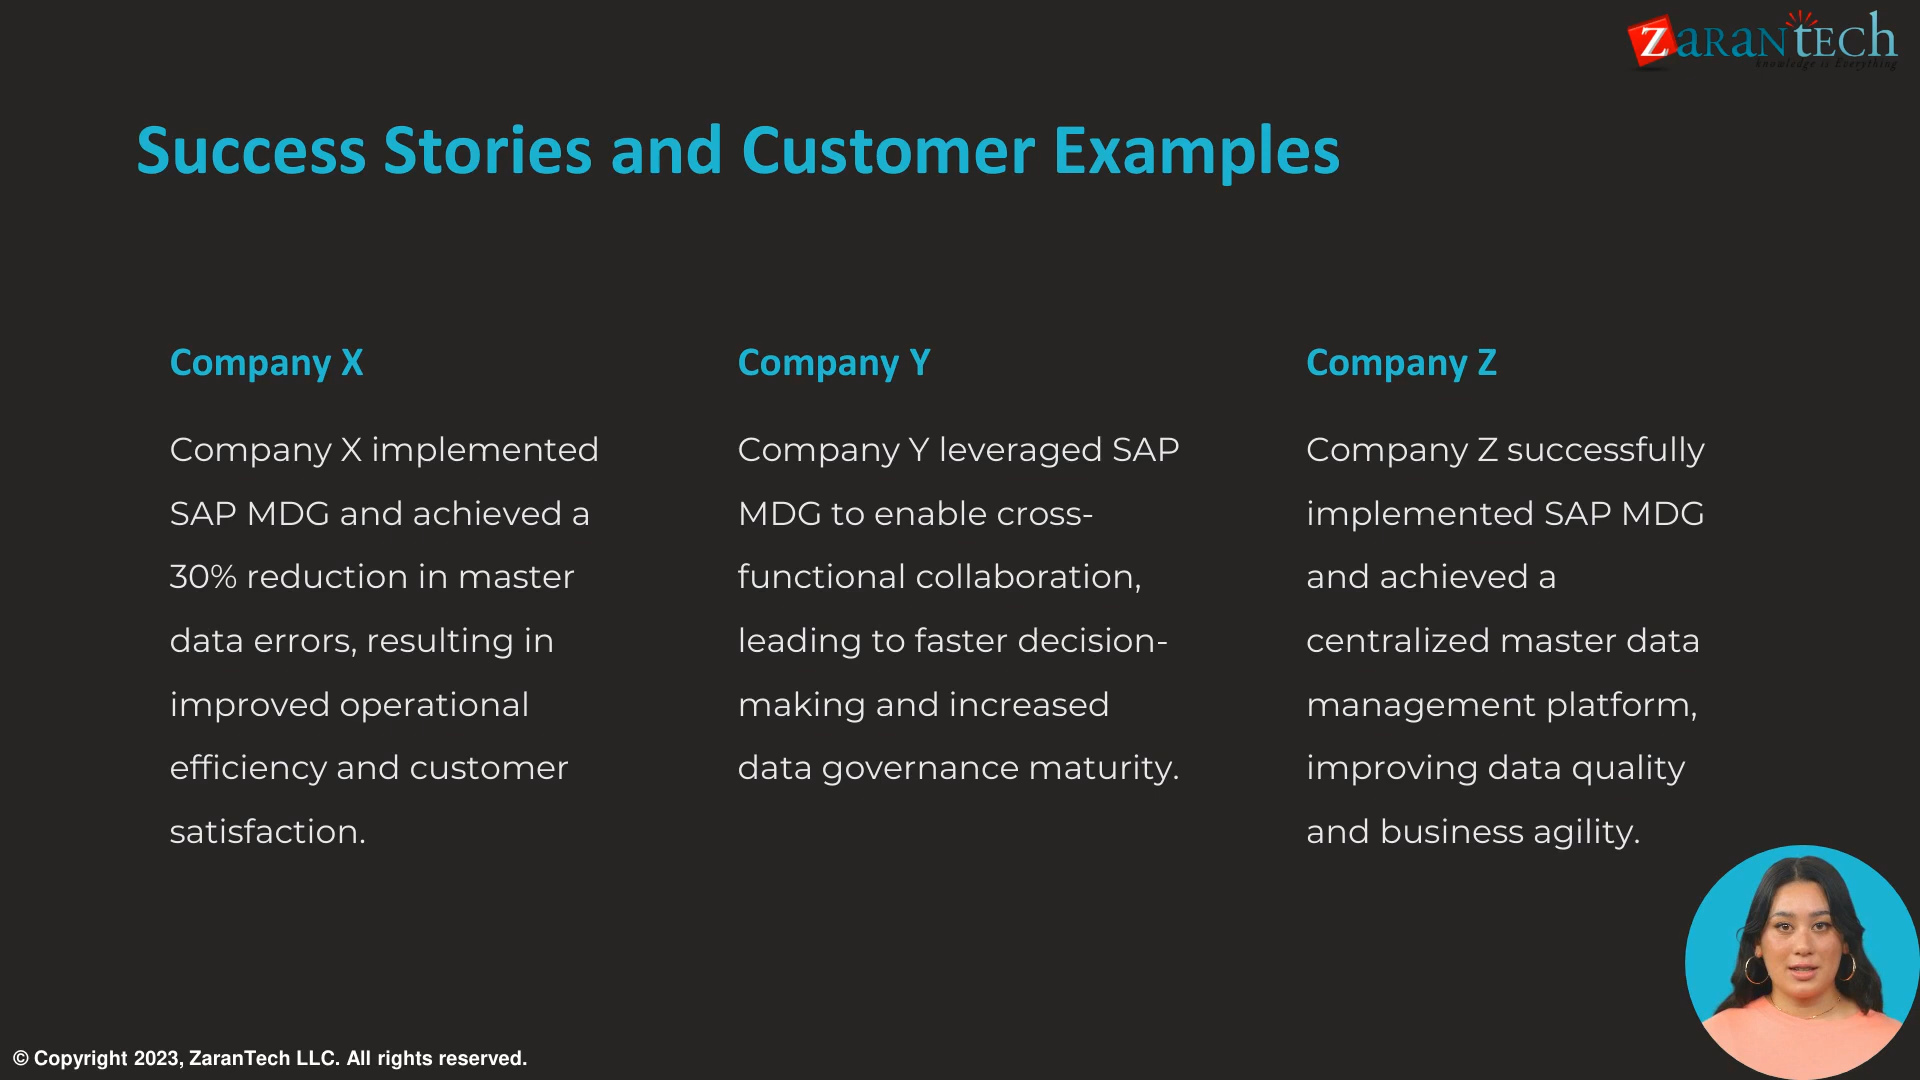 ZaranTech
knowledge is Everything
Success Stories and Customer Examples
Company X
Company X implemented
SAP MDG and achieved a
30% reduction in master
data errors, resulting in
improved operational
efficiency and customer
satisfaction.
Company Y
Company Y leveraged SAP
MDG to enable cross-
functional collaboration,
leading to faster decision-
making and increased
data governance maturity.
Company Z
Company Z successfully
implemented SAP MDG
and achieved a
centralized master data
management platform,
improving data quality
and business agility.
© Copyright 2023, ZaranTech LLC. All rights reserved.